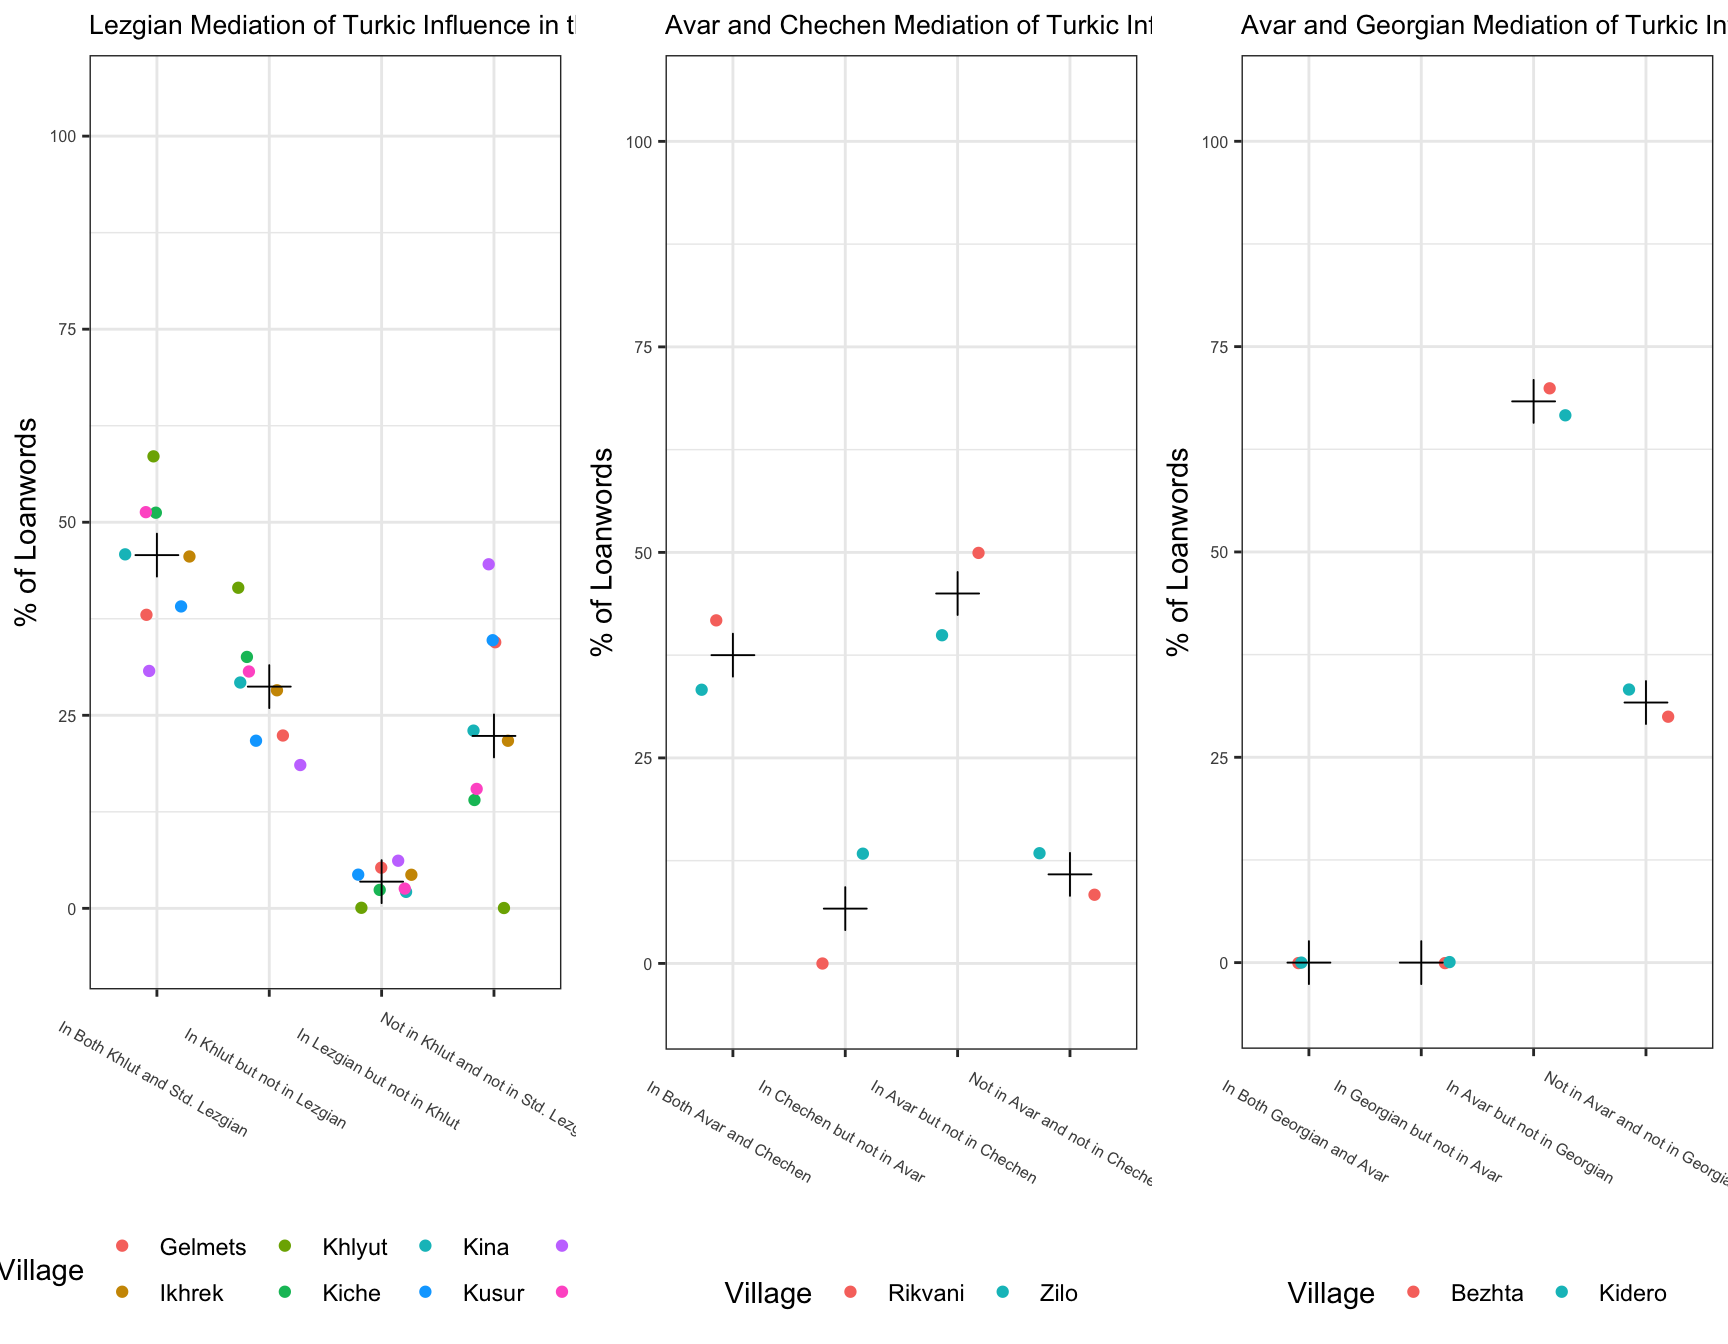 Lezgian Mediation of Turkic Influence in
% of Loanwords
100
75
50
25
0
In Both Khlut and Std. Lezgian
In Khlut but not in Lezgian
In Lezgian but not in Khlut
Not in Khlut and not in Std.
Village
Gelmets
Khlyut
Kina
Ikhrek
Kiche
Kusur
Avar and Chechen Mediation of Turkic
% of Loanwords
100
75
50
25
0
In Both Avar and Chechen
In Chechen but not in Avar
In Avar but not in Chechen
Not in Avar and not in
Village
Rikvani
Zilo
Avar and Georgian Mediation of Turkic
% of Loanwords
100
75
50
25
0
In Both Georgian and Avar
In Georgian but not in Avar
In Avar but not in Georgian
Not in Avar and not in
Village
Bezhta
Kidero